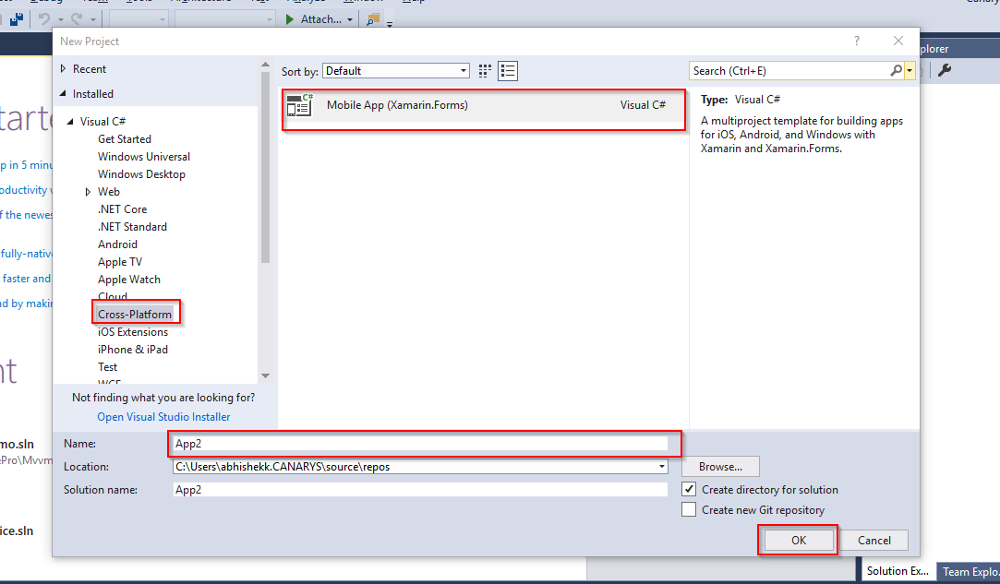 Attach...
New Project
?
Recent
Installed
Visual C#
Get Started
Windows Universal
Windows Desktop
Web
.NET Core
.NET Standard
Android
Apple TV
Apple Watch
Cloud
Cross-Platform
iOS Extensions
iPhone & iPad
Test
WCF
Not finding what you are looking for?
Open Visual Studio Installer
Sort by: Default
Search (Ctrl+E)
C#
Mobile App (Xamarin.Forms) Visual C#
Type: Visual C#
A multiproject template for building apps
for iOS, Android, and Windows with
Xamarin and Xamarin.Forms.
Name: App2
Location: C:\Users\abhishekk.CANARYS\source\repos
Browse...
Solution name: App2
Create directory for solution
Create new Git repository
OK Cancel
plorer
tarte
p in 5 minu
oductivity
f the newes
fully-nativ
faster and
nd by makin
nt
mo.sln
ePro\Mvvm
ice.sln
Solution Ex...
Team Explo